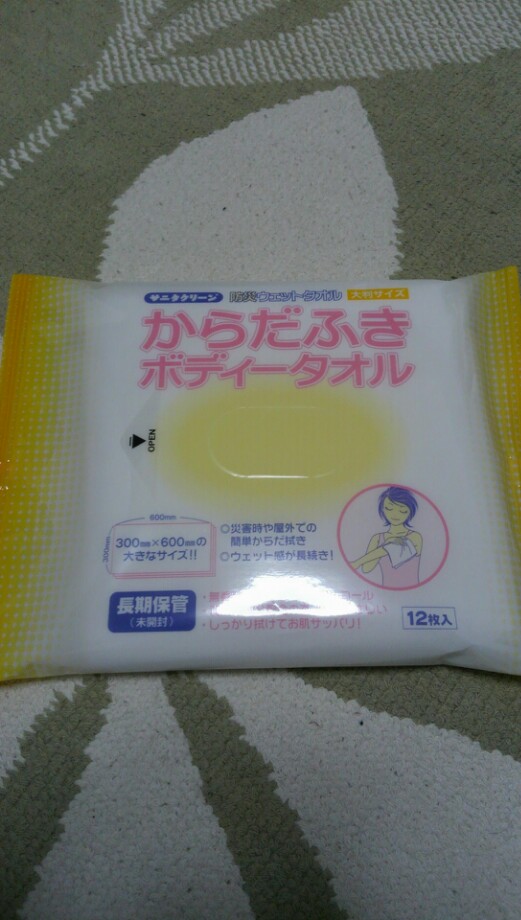 サニタクリーン 防災ウェットタオル 大判サイズ
からだふき
ボディータオル
OPEN
600mm
300mm
300mm×600mmの
大きなサイズ!!
○災害時や屋外での
簡単からだ拭き
○ウェット感が長続き!
長期保管
(未開封)
・しっかり拭けてお肌サッパリ!
12枚入